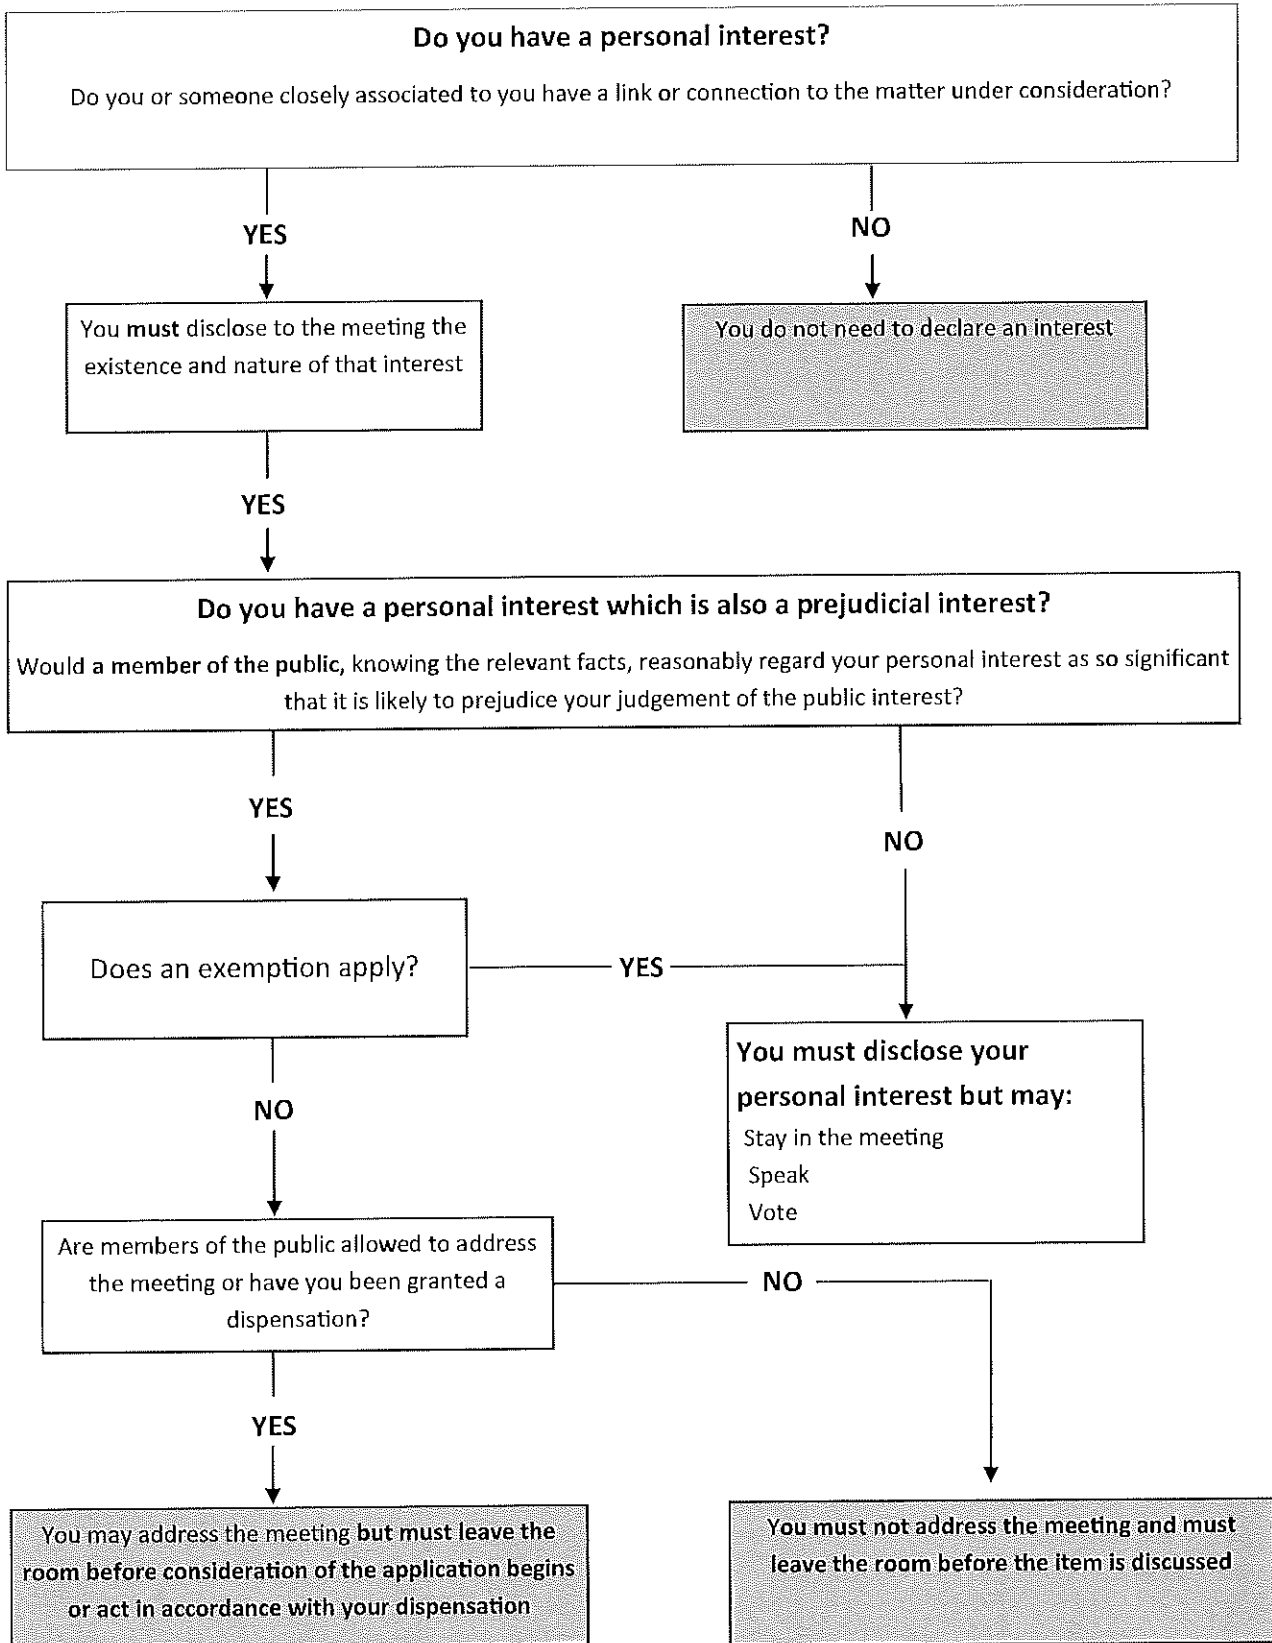 Do you have a personal interest?
Do you or someone closely associated to you have a link or connection to the matter under consideration?
YES
NO
You must disclose to the meeting the
existence and nature of that interest
You do not need to declare an interest
YES
Do you have a personal interest which is also a prejudicial interest?
Would a member of the public, knowing the relevant facts, reasonably regard your personal interest as so significant
that it is likely to prejudice your judgement of the public interest?
YES
NO
Does an exemption apply?
YES
You must disclose your
personal interest but may:
Stay in the meeting
Speak
Vote
NO
Are members of the public allowed to address
the meeting or have you been granted a
dispensation?
NO
YES
You may address the meeting but must leave the
room before consideration of the application begins
or act in accordance with your dispensation
You must not address the meeting and must
leave the room before the item is discussed